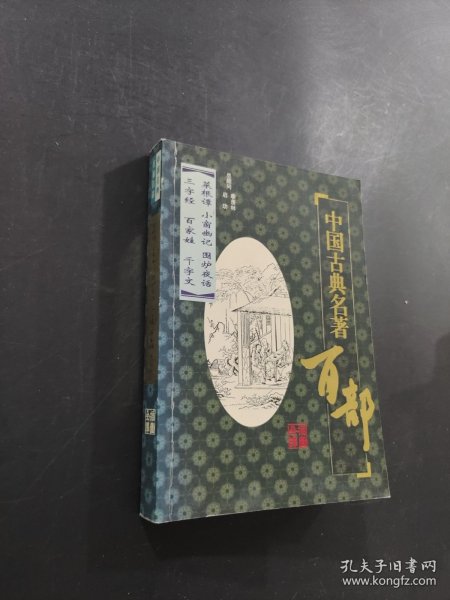 中国古典名著
百部
菜根谭 小窗幽记 围炉夜话
三字经 百家姓 千字文
孔夫子旧书网
www.kongfz.com